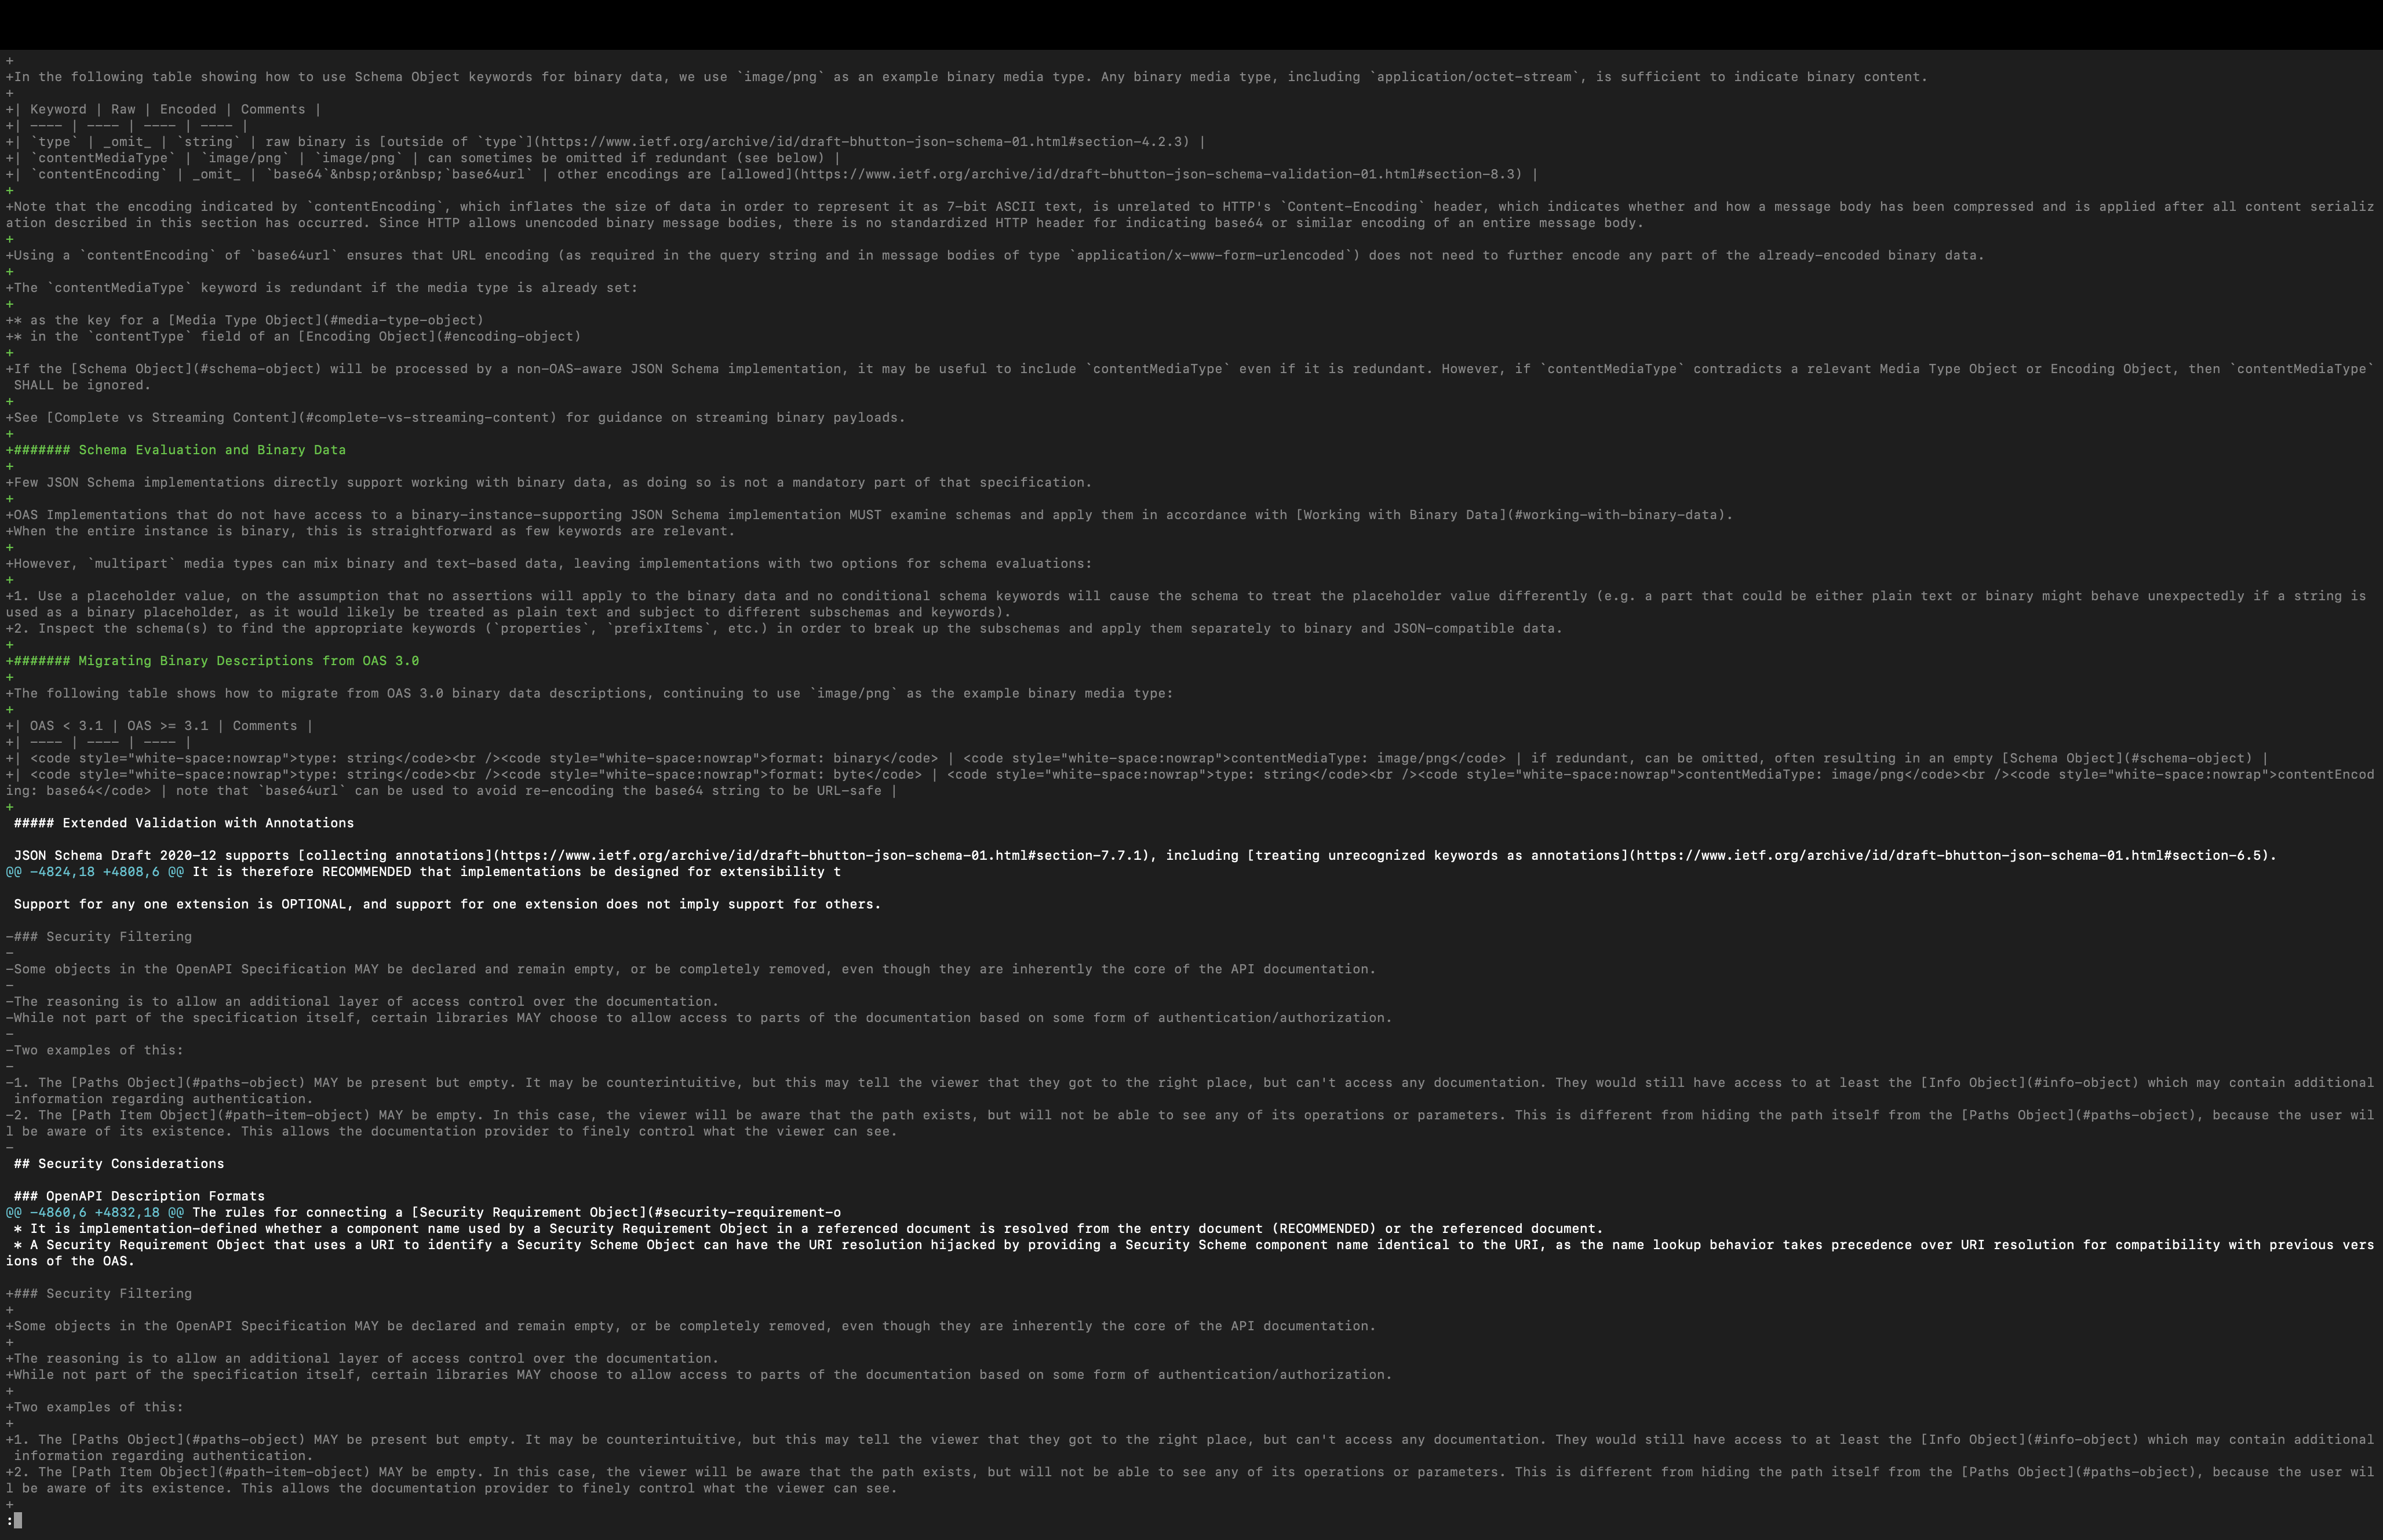 +
+In the following table showing how to use Schema Object keywords for binary data, we use `image/png` as an example binary media type. Any binary media type, including `application/octet-stream`, is sufficient to indicate binary content.
+
+| Keyword | Raw | Encoded | Comments |
+| ---- | ---- | ---- | ---- |
+| `type` | _omit_ | `string` | raw binary is [outside of `type`](https://www.ietf.org/archive/id/draft-bhutton-json-schema-01.html#section-4.2.3) |
+| `contentMediaType` | `image/png` | `image/png` | can sometimes be omitted if redundant (see below) |
+| `contentEncoding` | _omit_ | `base64`&nbsp;or&nbsp;`base64url` | other encodings are [allowed](https://www.ietf.org/archive/id/draft-bhutton-json-schema-validation-01.html#section-8.3) |
+
+Note that the encoding indicated by `contentEncoding`, which inflates the size of data in order to represent it as 7-bit ASCII text, is unrelated to HTTP's `Content-Encoding` header, which indicates whether and how a message body has been compressed and is applied after all content serializ
ation described in this section has occurred. Since HTTP allows unencoded binary message bodies, there is no standardized HTTP header for indicating base64 or similar encoding of an entire message body.
+
+Using a `contentEncoding` of `base64url` ensures that URL encoding (as required in the query string and in message bodies of type `application/x-www-form-urlencoded`) does not need to further encode any part of the already-encoded binary data.
+
+The `contentMediaType` keyword is redundant if the media type is already set:
+
+* as the key for a [Media Type Object](#media-type-object)
+* in the `contentType` field of an [Encoding Object](#encoding-object)
+
+If the [Schema Object](#schema-object) will be processed by a non-OAS-aware JSON Schema implementation, it may be useful to include `contentMediaType` even if it is redundant. However, if `contentMediaType` contradicts a relevant Media Type Object or Encoding Object, then `contentMediaType`
 SHALL be ignored.
+
+See [Complete vs Streaming Content](#complete-vs-streaming-content) for guidance on streaming binary payloads.
+
+####### Schema Evaluation and Binary Data
+
+Few JSON Schema implementations directly support working with binary data, as doing so is not a mandatory part of that specification.
+
+OAS Implementations that do not have access to a binary-instance-supporting JSON Schema implementation MUST examine schemas and apply them in accordance with [Working with Binary Data](#working-with-binary-data).
+When the entire instance is binary, this is straightforward as few keywords are relevant.
+
+However, `multipart` media types can mix binary and text-based data, leaving implementations with two options for schema evaluations:
+
+1. Use a placeholder value, on the assumption that no assertions will apply to the binary data and no conditional schema keywords will cause the schema to treat the placeholder value differently (e.g. a part that could be either plain text or binary might behave unexpectedly if a string is
used as a binary placeholder, as it would likely be treated as plain text and subject to different subschemas and keywords).
+2. Inspect the schema(s) to find the appropriate keywords (`properties`, `prefixItems`, etc.) in order to break up the subschemas and apply them separately to binary and JSON-compatible data.
+
+####### Migrating Binary Descriptions from OAS 3.0
+
+The following table shows how to migrate from OAS 3.0 binary data descriptions, continuing to use `image/png` as the example binary media type:
+
+| OAS < 3.1 | OAS >= 3.1 | Comments |
+| ---- | ---- | ---- |
+| <code style="white-space:nowrap">type: string</code><br /><code style="white-space:nowrap">format: binary</code> | <code style="white-space:nowrap">contentMediaType: image/png</code> | if redundant, can be omitted, often resulting in an empty [Schema Object](#schema-object) |
+| <code style="white-space:nowrap">type: string</code><br /><code style="white-space:nowrap">format: byte</code> | <code style="white-space:nowrap">type: string</code><br /><code style="white-space:nowrap">contentMediaType: image/png</code><br /><code style="white-space:nowrap">contentEncod
ing: base64</code> | note that `base64url` can be used to avoid re-encoding the base64 string to be URL-safe |
+
 ##### Extended Validation with Annotations

 JSON Schema Draft 2020-12 supports [collecting annotations](https://www.ietf.org/archive/id/draft-bhutton-json-schema-01.html#section-7.7.1), including [treating unrecognized keywords as annotations](https://www.ietf.org/archive/id/draft-bhutton-json-schema-01.html#section-6.5).
@@ -4824,18 +4808,6 @@ It is therefore RECOMMENDED that implementations be designed for extensibility t

 Support for any one extension is OPTIONAL, and support for one extension does not imply support for others.

-### Security Filtering
-
-Some objects in the OpenAPI Specification MAY be declared and remain empty, or be completely removed, even though they are inherently the core of the API documentation.
-
-The reasoning is to allow an additional layer of access control over the documentation.
-While not part of the specification itself, certain libraries MAY choose to allow access to parts of the documentation based on some form of authentication/authorization.
-
-Two examples of this:
-
-1. The [Paths Object](#paths-object) MAY be present but empty. It may be counterintuitive, but this may tell the viewer that they got to the right place, but can't access any documentation. They would still have access to at least the [Info Object](#info-object) which may contain additional
 information regarding authentication.
-2. The [Path Item Object](#path-item-object) MAY be empty. In this case, the viewer will be aware that the path exists, but will not be able to see any of its operations or parameters. This is different from hiding the path itself from the [Paths Object](#paths-object), because the user wil
l be aware of its existence. This allows the documentation provider to finely control what the viewer can see.
-
 ## Security Considerations

 ### OpenAPI Description Formats
@@ -4860,6 +4832,18 @@ The rules for connecting a [Security Requirement Object](#security-requirement-o
 * It is implementation-defined whether a component name used by a Security Requirement Object in a referenced document is resolved from the entry document (RECOMMENDED) or the referenced document.
 * A Security Requirement Object that uses a URI to identify a Security Scheme Object can have the URI resolution hijacked by providing a Security Scheme component name identical to the URI, as the name lookup behavior takes precedence over URI resolution for compatibility with previous vers
ions of the OAS.

+### Security Filtering
+
+Some objects in the OpenAPI Specification MAY be declared and remain empty, or be completely removed, even though they are inherently the core of the API documentation.
+
+The reasoning is to allow an additional layer of access control over the documentation.
+While not part of the specification itself, certain libraries MAY choose to allow access to parts of the documentation based on some form of authentication/authorization.
+
+Two examples of this:
+
+1. The [Paths Object](#paths-object) MAY be present but empty. It may be counterintuitive, but this may tell the viewer that they got to the right place, but can't access any documentation. They would still have access to at least the [Info Object](#info-object) which may contain additional
 information regarding authentication.
+2. The [Path Item Object](#path-item-object) MAY be empty. In this case, the viewer will be aware that the path exists, but will not be able to see any of its operations or parameters. This is different from hiding the path itself from the [Paths Object](#paths-object), because the user wil
l be aware of its existence. This allows the documentation provider to finely control what the viewer can see.
+
: